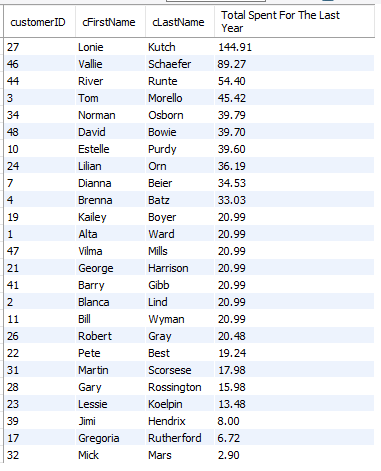 customerID cFirstName cLastName Total Spent For The Last
Year
27 Lonie Kutch 144.91
46 Vallie Schaefer 89.27
44 River Runte 54.40
3 Tom Morello 45.42
34 Norman Osborn 39.79
48 David Bowie 39.70
10 Estelle Purdy 39.60
24 Lilian Orn 36.19
7 Dianna Beier 34.53
4 Brenna Batz 33.03
19 Kailey Boyer 20.99
1 Alta Ward 20.99
47 Vilma Mills 20.99
21 George Harrison 20.99
41 Barry Gibb 20.99
2 Blanca Lind 20.99
11 Bill Wyman 20.99
26 Robert Gray 20.48
22 Pete Best 19.24
31 Martin Scorsese 17.98
28 Gary Rossington 15.98
23 Lessie Koelpin 13.48
39 Jimi Hendrix 8.00
17 Gregoria Rutherford 6.72
32 Mick Mars 2.90